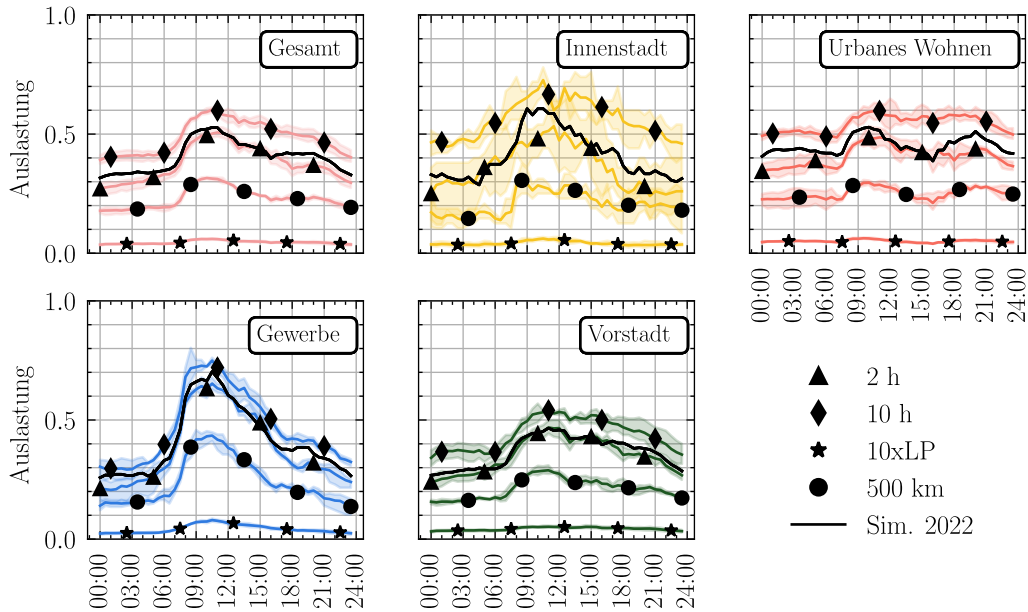 1.0
0.5
0.0
Auslastung
Gesamt
Innenstadt
Urbanes Wohnen
00:00
03:00
06:00
09:00
12:00
15:00
18:00
21:00
24:00
1.0
0.5
0.0
Auslastung
Gewerbe
Vorstadt
2 h
10 h
10xLP
500 km
Sim. 2022
00:00
03:00
06:00
09:00
12:00
15:00
18:00
21:00
24:00
00:00
03:00
06:00
09:00
12:00
15:00
18:00
21:00
24:00